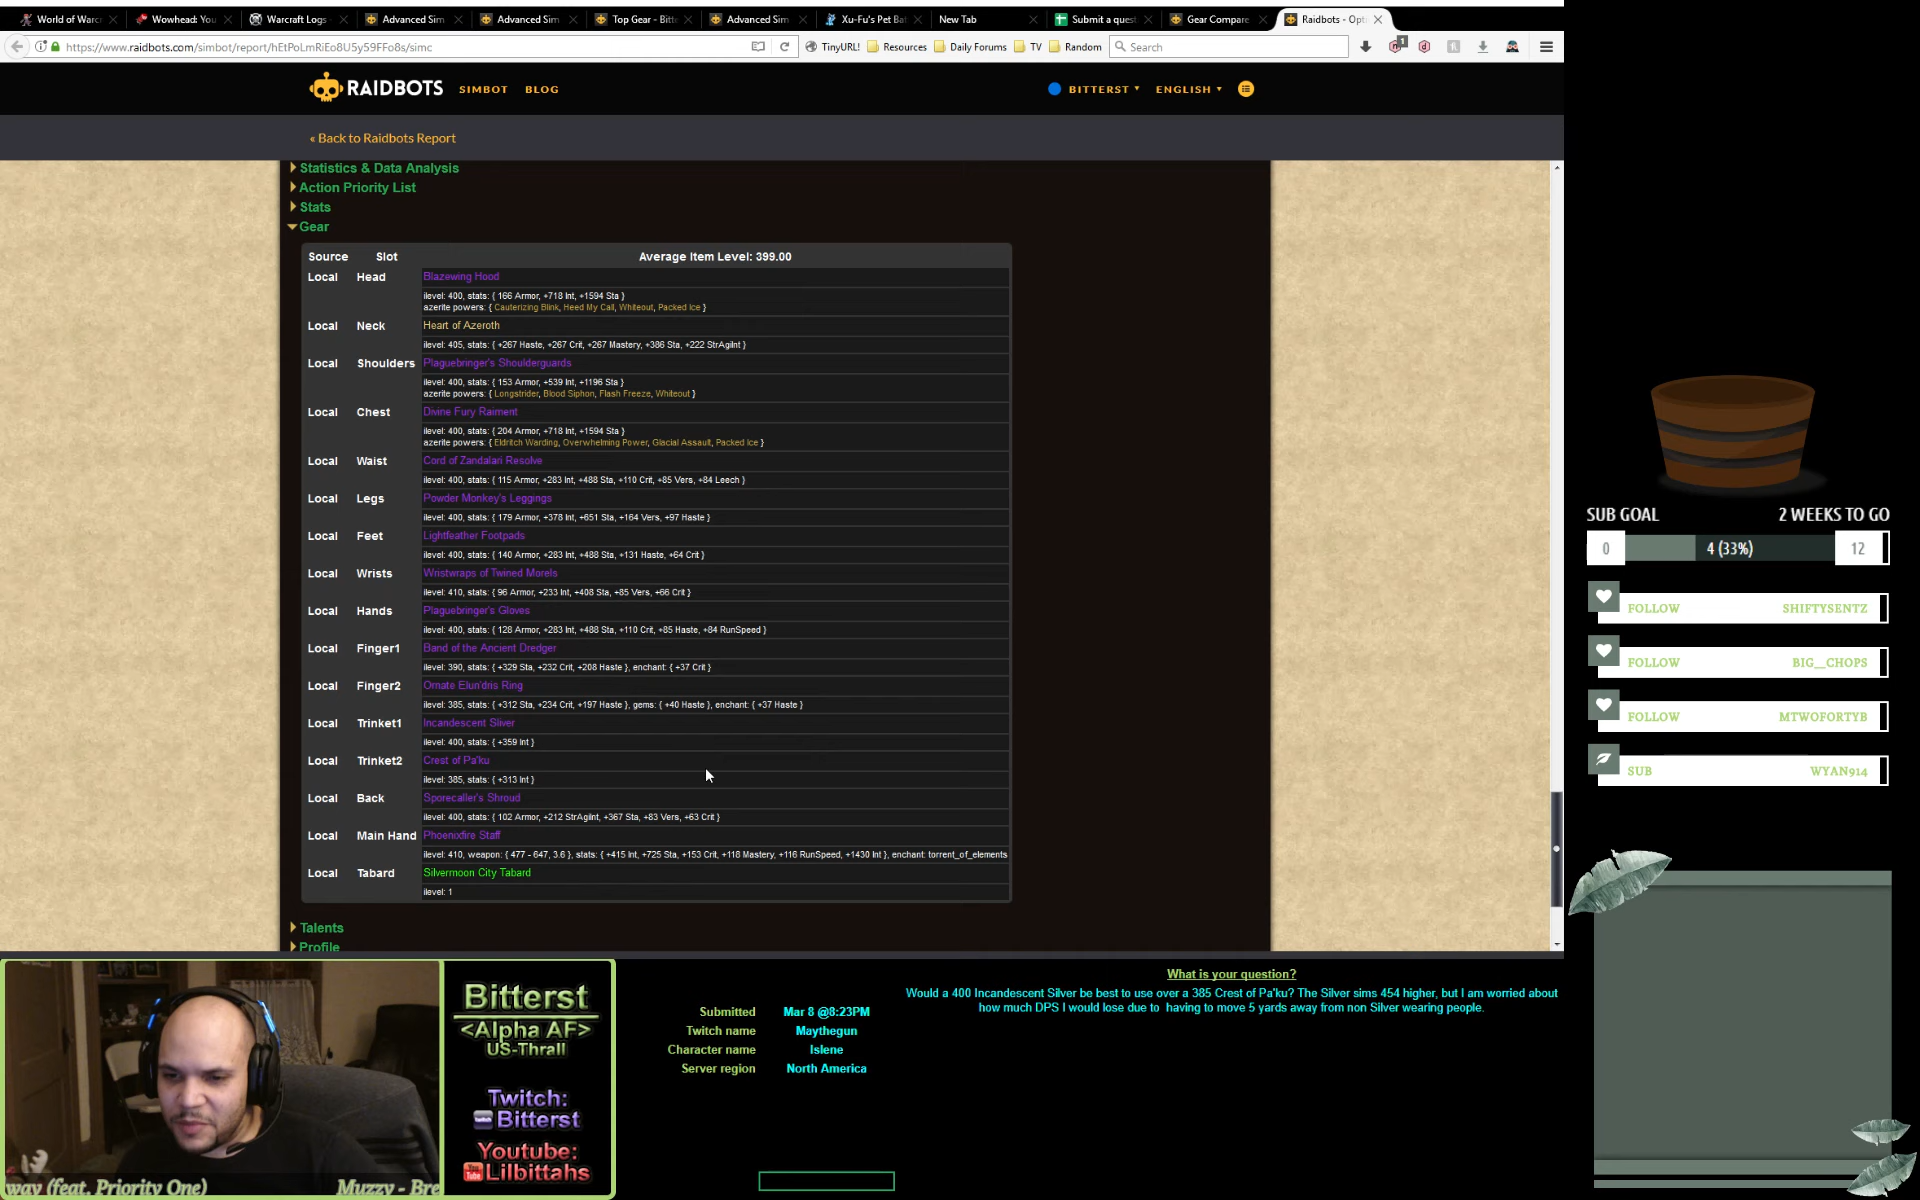 World of Warc
Wowhead: You
Warcraft Logs
Advanced Sim
Advanced Sim
Top Gear - Bitte
Advanced Sim
Xu-Fu's Pet Bat
New Tab
Submit a quest
Gear Compare
Raidbots - Opt
https://www.raidbots.com/simbot/report/hEtPoLmRiEo8U5y59FFo8s/simc
TinyURL!
Resources
Daily Forums
TV
Random
Search
1
RAIDBOTS
SIMBOT
BLOG
BITTERST
ENGLISH
« Back to Raidbots Report
Statistics & Data Analysis
Action Priority List
Stats
Gear
Source Slot Average Item Level: 399.00
Local Head Blazewing Hood
ilevel: 400, stats: { 166 Armor, +718 Int, +1594 Sta }
azerite powers: { Cauterizing Blink, Heed My Call, Whiteout, Packed Ice }
Local Neck Heart of Azeroth
ilevel: 405, stats: { +267 Haste, +267 Crit, +267 Mastery, +386 Sta, +222 StrAgiInt }
Local Shoulders Plaguebringer's Shoulderguards
ilevel: 400, stats: { 153 Armor, +539 Int, +1196 Sta }
azerite powers: { Longstrider, Blood Siphon, Flash Freeze, Whiteout }
Local Chest Divine Fury Raiment
ilevel: 400, stats: { 204 Armor, +718 Int, +1594 Sta }
azerite powers: { Eldritch Warding, Overwhelming Power, Glacial Assault, Packed Ice }
Local Waist Cord of Zandalari Resolve
ilevel: 400, stats: { 115 Armor, +283 Int, +488 Sta, +110 Crit, +85 Vers, +84 Leech }
Local Legs Powder Monkey's Leggings
ilevel: 400, stats: { 179 Armor, +378 Int, +651 Sta, +164 Vers, +97 Haste }
Local Feet Lightfeather Footpads
ilevel: 400, stats: { 140 Armor, +283 Int, +488 Sta, +131 Haste, +64 Crit }
Local Wrists Wristwraps of Twined Morels
ilevel: 410, stats: { 96 Armor, +233 Int, +408 Sta, +85 Vers, +66 Crit }
Local Hands Plaguebringer's Gloves
ilevel: 400, stats: { 128 Armor, +283 Int, +488 Sta, +110 Crit, +85 Haste, +84 RunSpeed }
Local Finger1 Band of the Ancient Dredger
ilevel: 390, stats: { +329 Sta, +232 Crit, +208 Haste }, enchant: { +37 Crit }
Local Finger2 Ornate Elun'dris Ring
ilevel: 385, stats: { +312 Sta, +234 Crit, +197 Haste }, gems: { +40 Haste }, enchant: { +37 Haste }
Local Trinket1 Incandescent Sliver
ilevel: 400, stats: { +359 Int }
Local Trinket2 Crest of Pa'ku
ilevel: 385, stats: { +313 Int }
Local Back Sporecaller's Shroud
ilevel: 400, stats: { 102 Armor, +212 StrAgiInt, +367 Sta, +83 Vers, +63 Crit }
Local Main Hand Phoenixfire Staff
ilevel: 410, weapon: { 477 - 647, 3.6 }, stats: { +415 Int, +725 Sta, +153 Crit, +118 Mastery, +116 RunSpeed, +1430 Int }, enchant: torrent_of_elements
Local Tabard Silvermoon City Tabard
ilevel: 1
Talents
Profile
SUB GOAL 2 WEEKS TO GO
0 4 (33%) 12
FOLLOW SHIFTYSENTZ
FOLLOW BIG__CHOPS
FOLLOW MTWOFORTYB
SUB WYAN914
Bitterst
<Alpha AF>
US-Thrall
Twitch:
Bitterst
Youtube:
Lilbittahs
way (feat. Priority One) Muzzy - Bre
Submitted Mar 8 @8:23PM
Twitch name Maythegun
Character name Islene
Server region North America
What is your question?
Would a 400 Incandescent Silver be best to use over a 385 Crest of Pa'ku? The Silver sims 454 higher, but I am worried about
how much DPS I would lose due to having to move 5 yards away from non Silver wearing people.